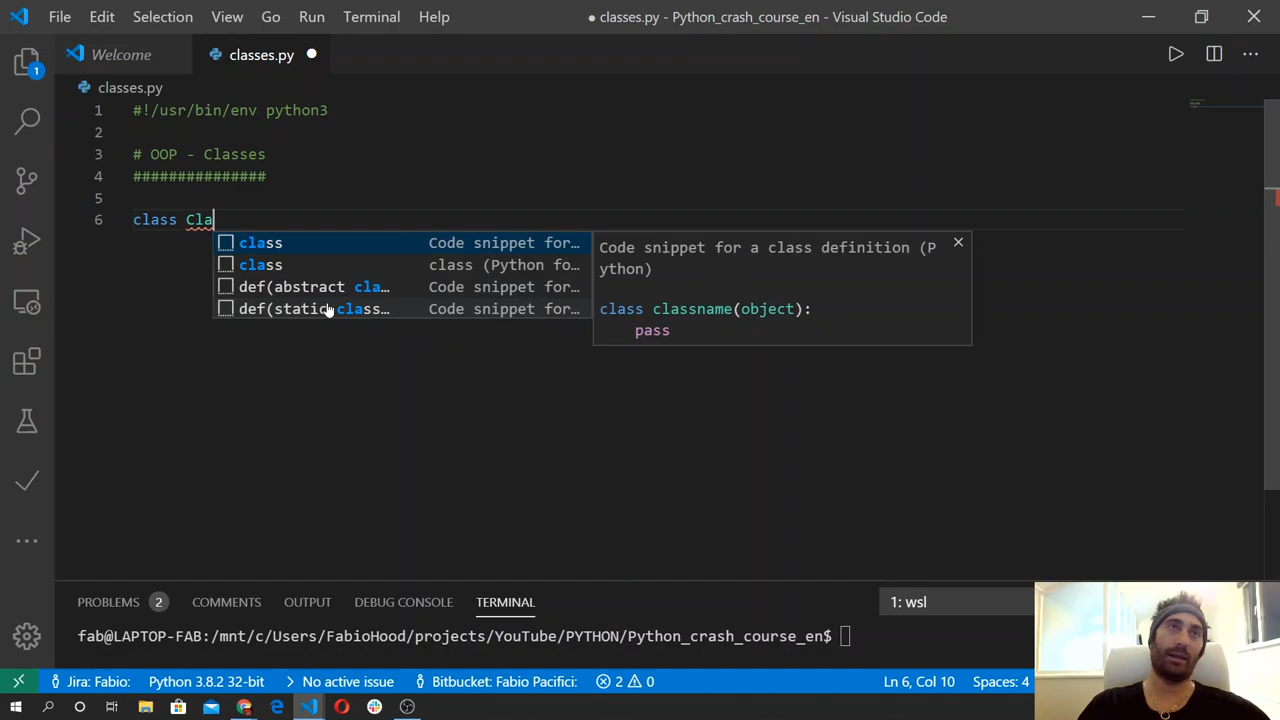 File Edit Selection View Go Run Terminal Help ● classes.py - Python_crash_course_en - Visual Studio Code
Welcome classes.py
classes.py
1 #!/usr/bin/env python3
2
3 # OOP - Classes
4 ###############
5
6 class Cla
class Code snippet for…
class class (Python fo…
def(abstract cla… Code snippet for…
def(static class… Code snippet for…
Code snippet for a class definition (P
ython)
class classname(object):
pass
1
PROBLEMS 2 COMMENTS OUTPUT DEBUG CONSOLE TERMINAL 1: wsl
fab@LAPTOP-FAB:/mnt/c/Users/FabioHood/projects/YouTube/PYTHON/Python_crash_course_en$
Jira: Fabio: Python 3.8.2 32-bit No active issue Bitbucket: Fabio Pacifici: 2 0 Ln 6, Col 10 Spaces: 4